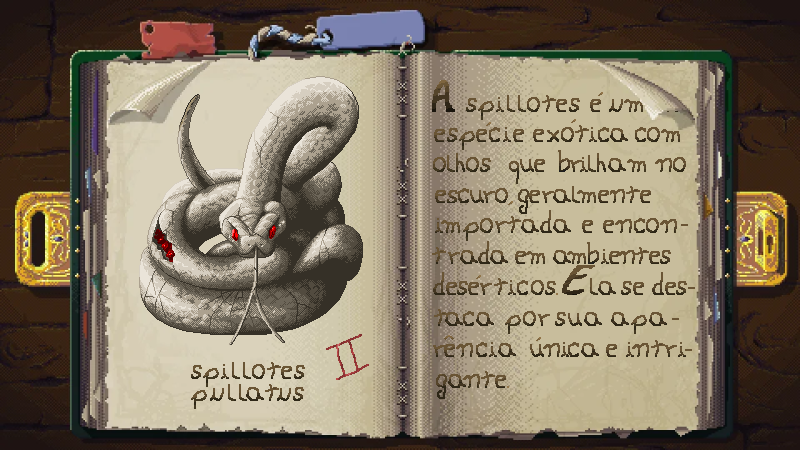 spillotes
pullatus
II
A spillotes é um
espécie exótica com
olhos que brilham no
escuro, geralmente
importada e encon-
trada em ambientes
desérticos. Ela se des-
taca por sua apa-
rência única e intri-
gante.